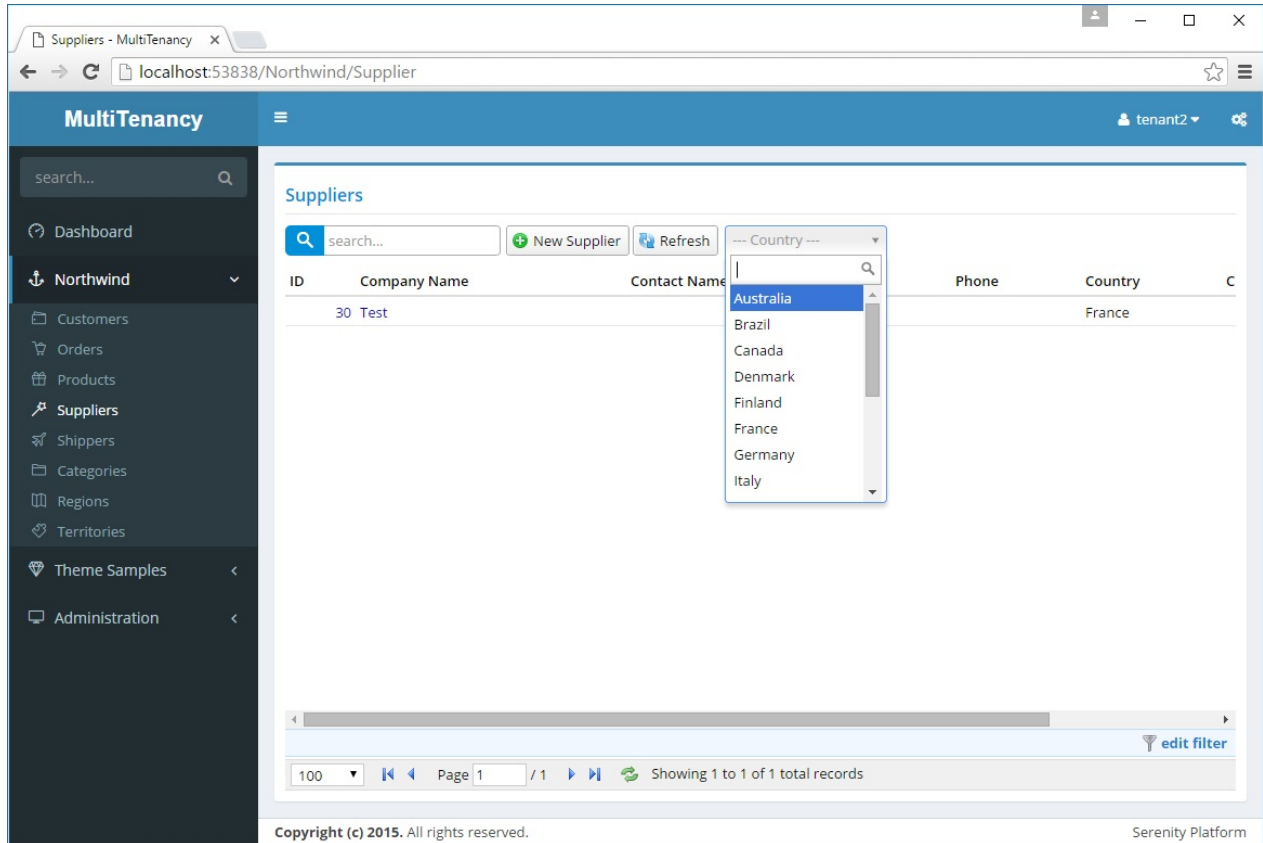 Suppliers - MultiTenancy
localhost:53838/Northwind/Supplier
MultiTenancy
tenant2
search...
Dashboard
Northwind
Customers
Orders
Products
Suppliers
Shippers
Categories
Regions
Territories
Theme Samples
Administration
Suppliers
search... New Supplier Refresh --- Country ---
ID Company Name Contact Name Phone Country C
30 Test France
Australia
Brazil
Canada
Denmark
Finland
France
Germany
Italy
edit filter
100 Page 1 / 1 Showing 1 to 1 of 1 total records
Copyright (c) 2015. All rights reserved. Serenity Platform